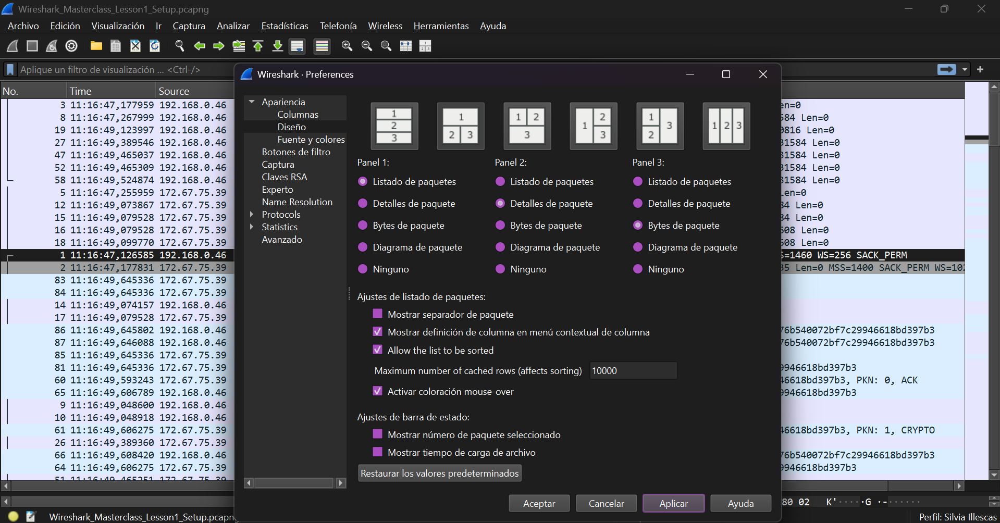 Wireshark_Masterclass_Lesson1_Setup.pcapng
Archivo Edición Visualización Ir Captura Analizar Estadísticas Telefonía Wireless Herramientas Ayuda
Aplique un filtro de visualización ... <Ctrl-/>
No. Time Source
3 11:16:47,177959 192.168.0.46
8 11:16:47,267999 192.168.0.46
19 11:16:49,123997 192.168.0.46
27 11:16:49,389546 192.168.0.46
47 11:16:49,465037 192.168.0.46
52 11:16:49,465309 192.168.0.46
58 11:16:49,524874 192.168.0.46
5 11:16:47,255959 172.67.75.39
12 11:16:49,073867 172.67.75.39
15 11:16:49,079528 172.67.75.39
16 11:16:49,079528 172.67.75.39
18 11:16:49,099770 172.67.75.39
1 11:16:47,126585 192.168.0.46
2 11:16:47,177831 172.67.75.39
83 11:16:49,645336 172.67.75.39
84 11:16:49,645336 172.67.75.39
14 11:16:49,074157 192.168.0.46
17 11:16:49,079528 172.67.75.39
86 11:16:49,645802 192.168.0.46
87 11:16:49,646088 192.168.0.46
85 11:16:49,645336 172.67.75.39
81 11:16:49,645336 172.67.75.39
60 11:16:49,593243 172.67.75.39
65 11:16:49,606789 192.168.0.46
9 11:16:49,048600 192.168.0.46
10 11:16:49,048918 192.168.0.46
61 11:16:49,606275 172.67.75.39
26 11:16:49,389360 172.67.75.39
66 11:16:49,608420 192.168.0.46
64 11:16:49,606275 172.67.75.39
51 11:16:49,465251 172.67.75.39
Wireshark · Preferences
Apariencia
Columnas
Diseño
Fuente y colores
Botones de filtro
Captura
Claves RSA
Experto
Name Resolution
Protocols
Statistics
Avanzado
1 2 3
1 2 3
1 2 3
1 2 3
1 2 3
1 2 3
Panel 1: Panel 2: Panel 3:
Listado de paquetes Listado de paquetes Listado de paquetes
Detalles de paquete Detalles de paquete Detalles de paquete
Bytes de paquete Bytes de paquete Bytes de paquete
Diagrama de paquete Diagrama de paquete Diagrama de paquete
Ninguno Ninguno Ninguno
Ajustes de listado de paquetes:
Mostrar separador de paquete
Mostrar definición de columna en menú contextual de columna
Allow the list to be sorted
Maximum number of cached rows (affects sorting) 10000
Activar coloración mouse-over
Ajustes de barra de estado:
Mostrar número de paquete seleccionado
Mostrar tiempo de carga de archivo
Restaurar los valores predeterminados
Aceptar Cancelar Aplicar Ayuda
en=0
584 Len=0
0816 Len=0
31584 Len=0
31584 Len=0
31584 Len=0
31584 Len=0
Len=0
34 Len=0
34 Len=0
508 Len=0
508 Len=0
S=1460 WS=256 SACK_PERM
35 Len=0 MSS=1400 SACK_PERM WS=102
76b540072bf7c29946618bd397b3
76b540072bf7c29946618bd397b3
9946618bd397b3
46618bd397b3, PKN: 0, ACK
9946618bd397b3
46618bd397b3, PKN: 1, CRYPTO
76b540072bf7c29946618bd397b3
9946618bd397b3
80 02 K'·····G ·-······
Wireshark_Masterclass_Lesson1_Setup.pcapng
Perfil: Silvia Illescas